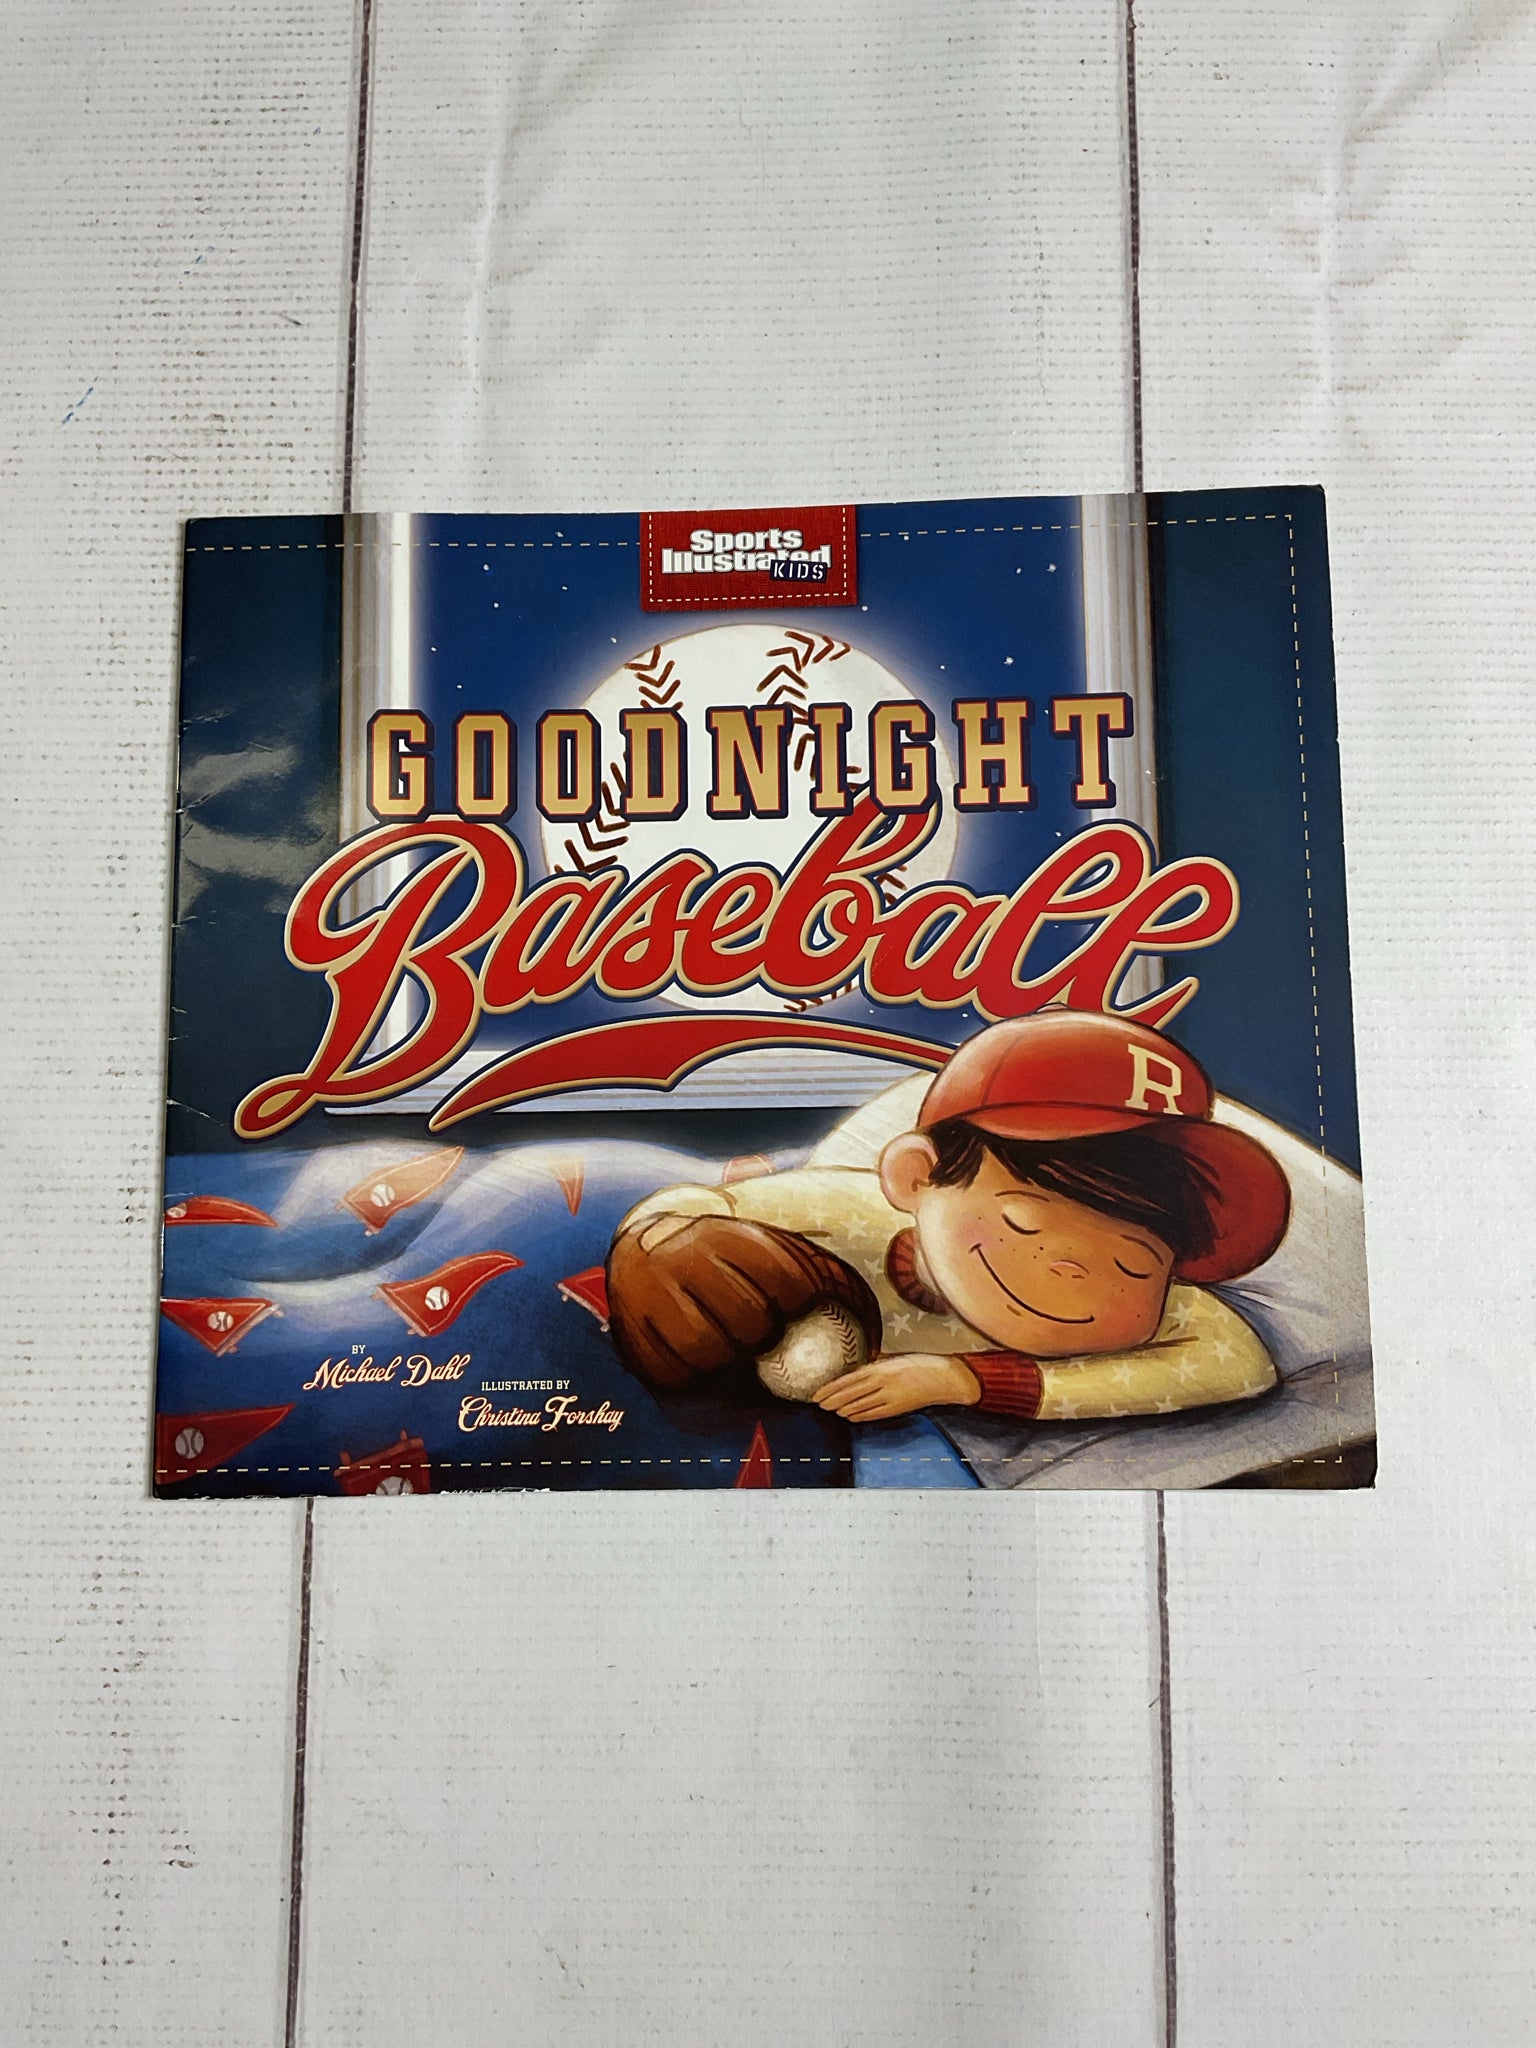 Sports
Illustrated
KIDS
GOODNIGHT
Baseball
R
BY
Michael Dahl
ILLUSTRATED BY
Christina Forshay